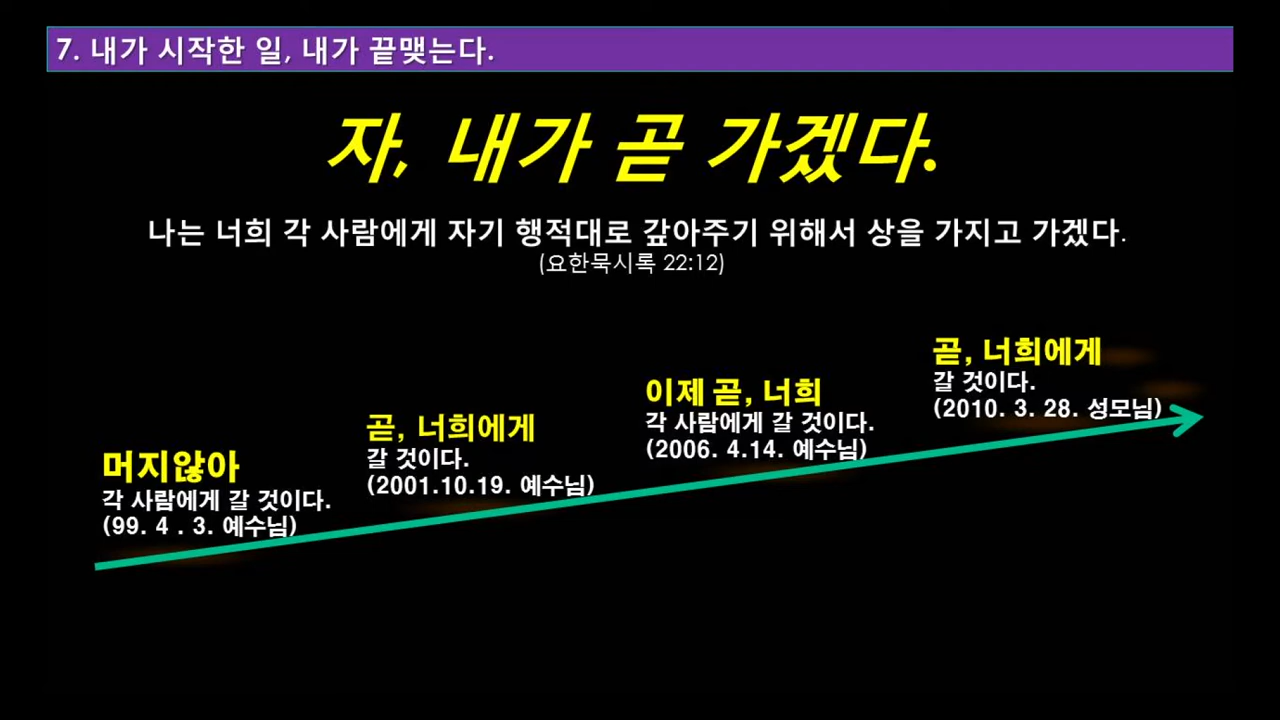 7. 내가 시작한 일, 내가 끝맺는다.
자, 내가 곧 가겠다.
나는 너희 각 사람에게 자기 행적대로 갚아주기 위해서 상을 가지고 가겠다.
(요한묵시록 22:12)
머지않아
각 사람에게 갈 것이다.
(99. 4 . 3. 예수님)
곧, 너희에게
갈 것이다.
(2001.10.19. 예수님)
이제 곧, 너희
각 사람에게 갈 것이다.
(2006. 4.14. 예수님)
곧, 너희에게
갈 것이다.
(2010. 3. 28. 성모님)